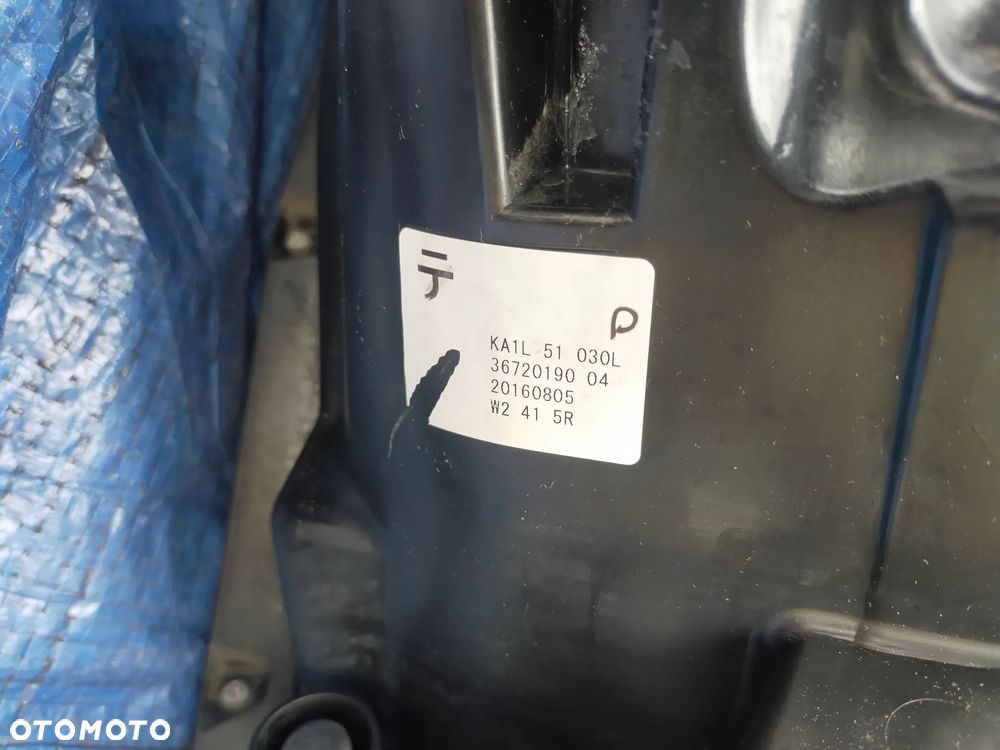 テ
P
KA1L 51 030L
36720190 04
20160805
W2 41 5R
OTOMOTO